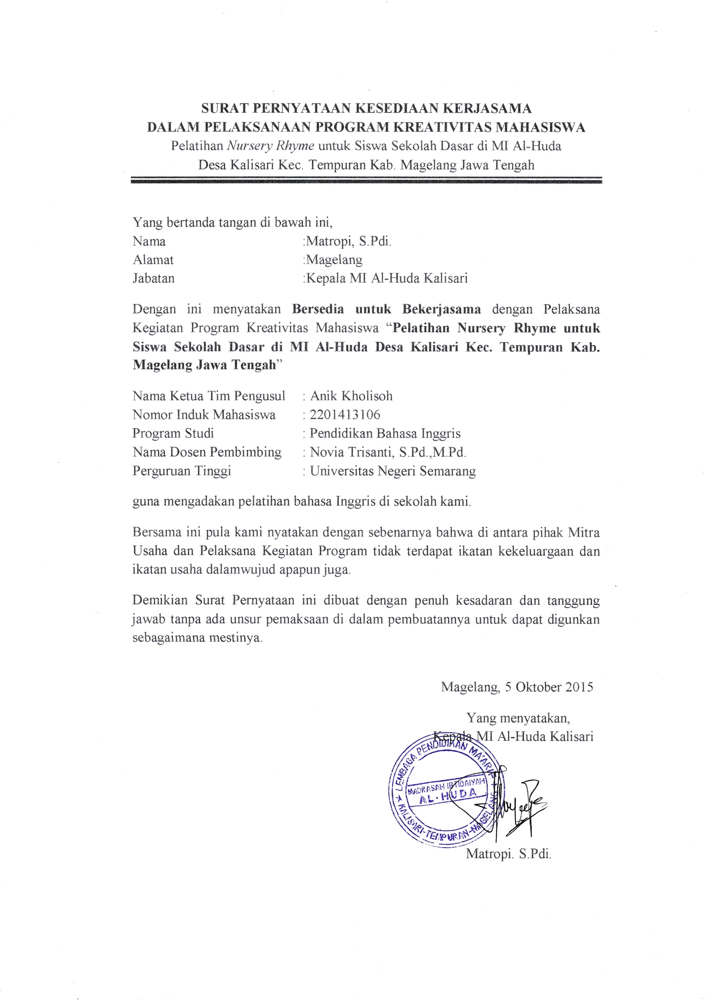 SURAT PERNYATAAN KESEDIAAN KERJASAMA
DALAM PELAKSANAAN PROGRAM KREATIVITAS MAHASISWA
Pelatihan Nursery Rhyme untuk Siswa Sekolah Dasar di MI Al-Huda
Desa Kalisari Kec. Tempuran Kab. Magelang Jawa Tengah
Yang bertanda tangan di bawah ini,
Nama :Matropi, S.Pdi.
Alamat :Magelang
Jabatan :Kepala MI Al-Huda Kalisari
Dengan ini menyatakan Bersedia untuk Bekerjasama dengan Pelaksana
Kegiatan Program Kreativitas Mahasiswa “Pelatihan Nursery Rhyme untuk
Siswa Sekolah Dasar di MI Al-Huda Desa Kalisari Kec. Tempuran Kab.
Magelang Jawa Tengah”
Nama Ketua Tim Pengusul : Anik Kholisoh
Nomor Induk Mahasiswa : 2201413106
Program Studi : Pendidikan Bahasa Inggris
Nama Dosen Pembimbing : Novia Trisanti, S.Pd.,M.Pd.
Perguruan Tinggi : Universitas Negeri Semarang
guna mengadakan pelatihan bahasa Inggris di sekolah kami.
Bersama ini pula kami nyatakan dengan sebenarnya bahwa di antara pihak Mitra
Usaha dan Pelaksana Kegiatan Program tidak terdapat ikatan kekeluargaan dan
ikatan usaha dalamwujud apapun juga.
Demikian Surat Pernyataan ini dibuat dengan penuh kesadaran dan tanggung
jawab tanpa ada unsur pemaksaan di dalam pembuatannya untuk dapat digunkan
sebagaimana mestinya.
Magelang, 5 Oktober 2015
Yang menyatakan,
Kepala MI Al-Huda Kalisari
LEMBAGA PENDIDIKAN MA'ARIF
MADRASAH IBTIDAIYAH
AL-HUDA
KALISARI-TEMPURAN-MAGELANG
Matropi. S.Pdi.